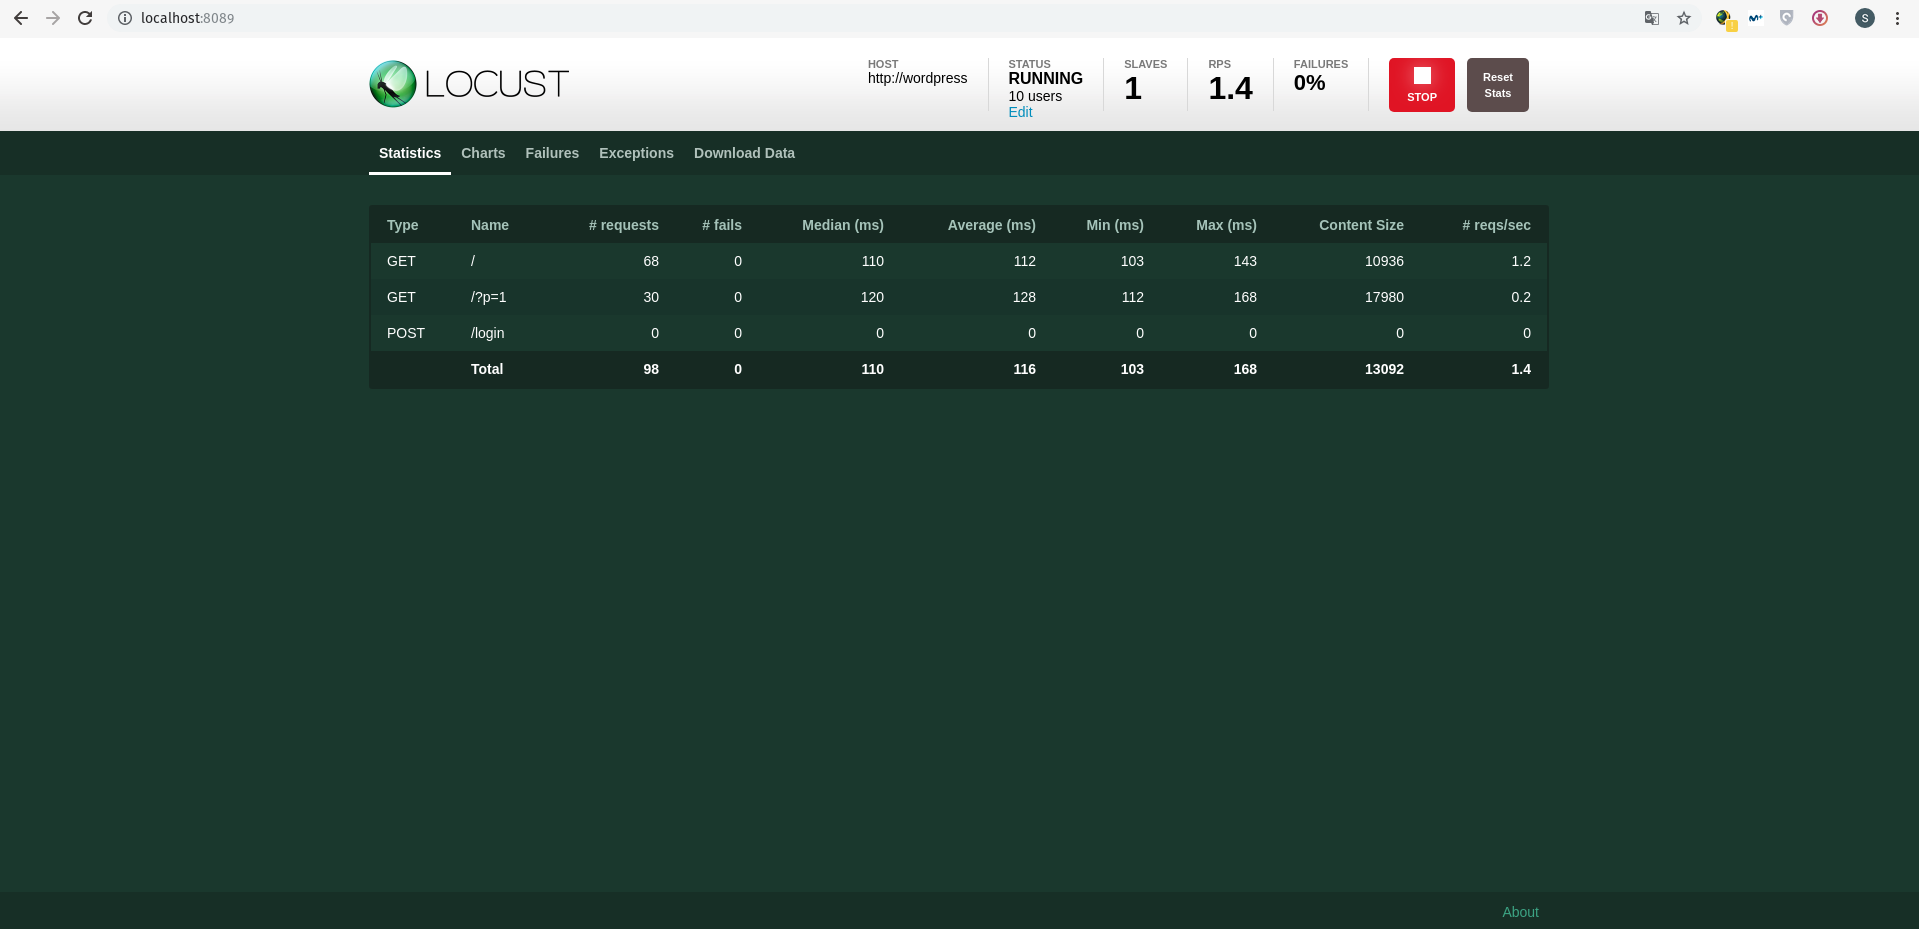 localhost:8089
LOCUST
HOST
http://wordpress
STATUS
RUNNING
10 users
Edit
SLAVES
1
RPS
1.4
FAILURES
0%
STOP
Reset
Stats
S
Statistics Charts Failures Exceptions Download Data
Type Name # requests # fails Median (ms) Average (ms) Min (ms) Max (ms) Content Size # reqs/sec
GET / 68 0 110 112 103 143 10936 1.2
GET /?p=1 30 0 120 128 112 168 17980 0.2
POST /login 0 0 0 0 0 0 0 0
Total 98 0 110 116 103 168 13092 1.4
About